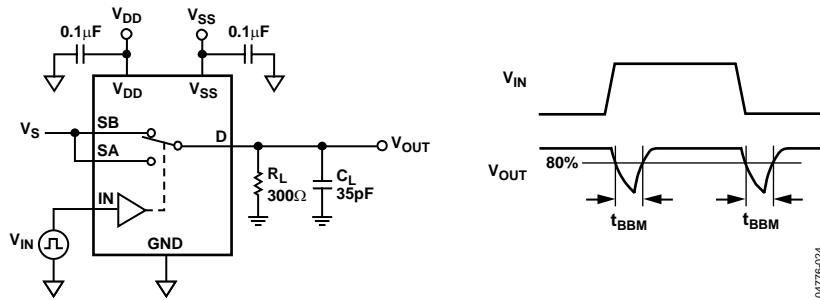 VDD
VSS
0.1µF
0.1µF
VDD
VSS
VS
SB
SA
D
VOUT
RL
300Ω
CL
35pF
IN
VIN
GND
VIN
VOUT
80%
tBBM
tBBM
04776-024